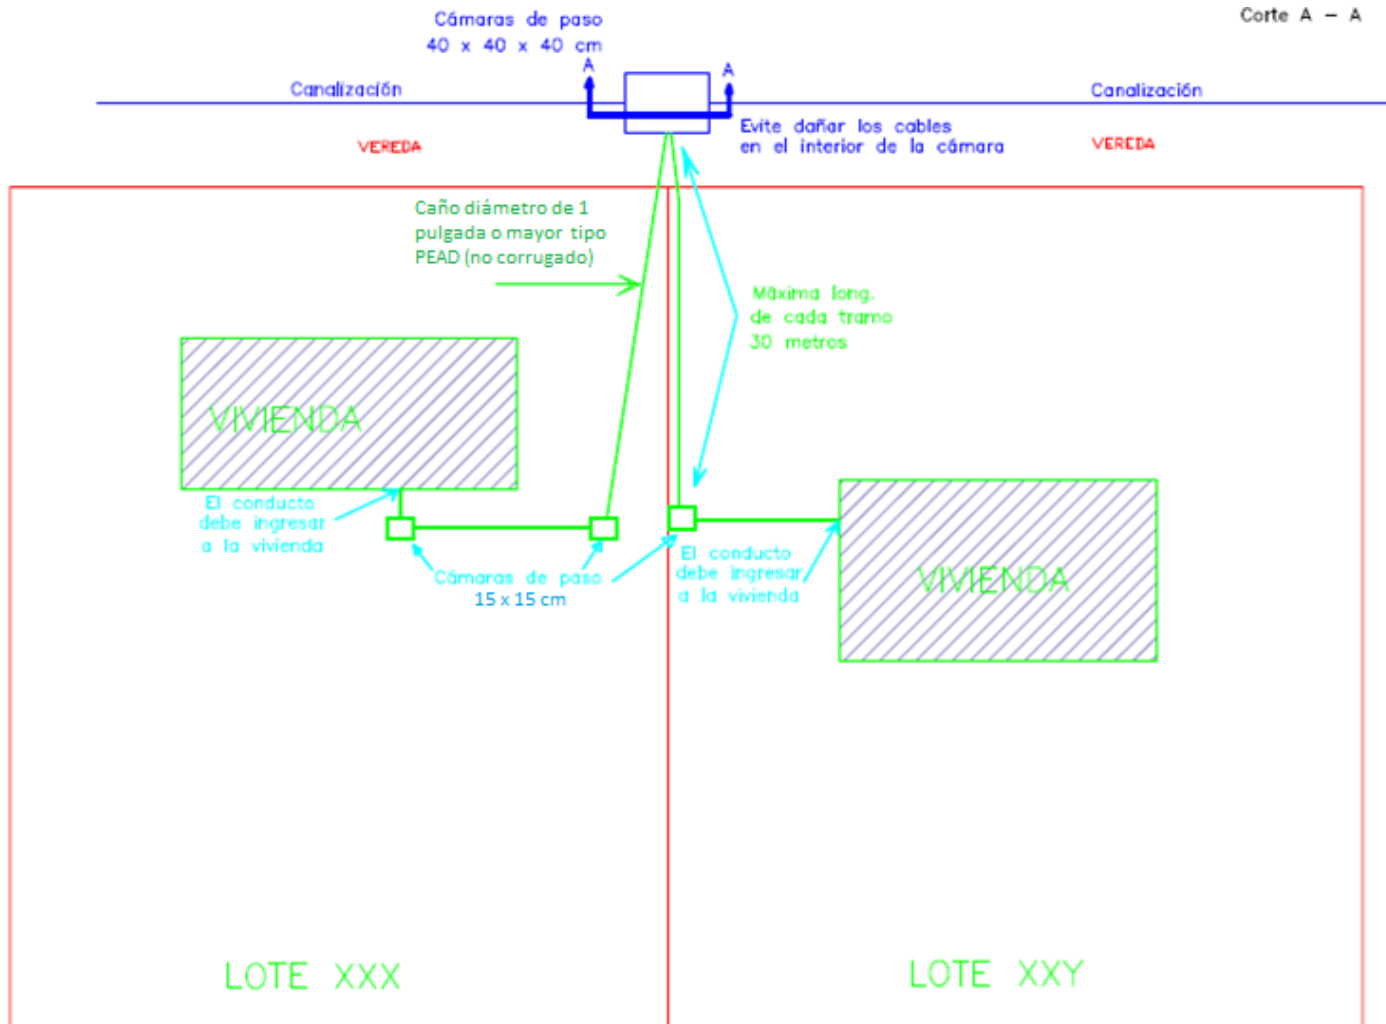 Corte A - A
Cámaras de paso
40 x 40 x 40 cm
A
A
Canalización
Canalización
Evite dañar los cables
en el interior de la cámara
VEREDA
VEREDA
Caño diámetro de 1
pulgada o mayor tipo
PEAD (no corrugado)
Máxima long.
de cada tramo
30 metros
VIVIENDA
El conducto
debe ingresar
a la vivienda
Cámaras de paso
15 x 15 cm
El conducto
debe ingresar
a la vivienda
VIVIENDA
LOTE XXX
LOTE XXY